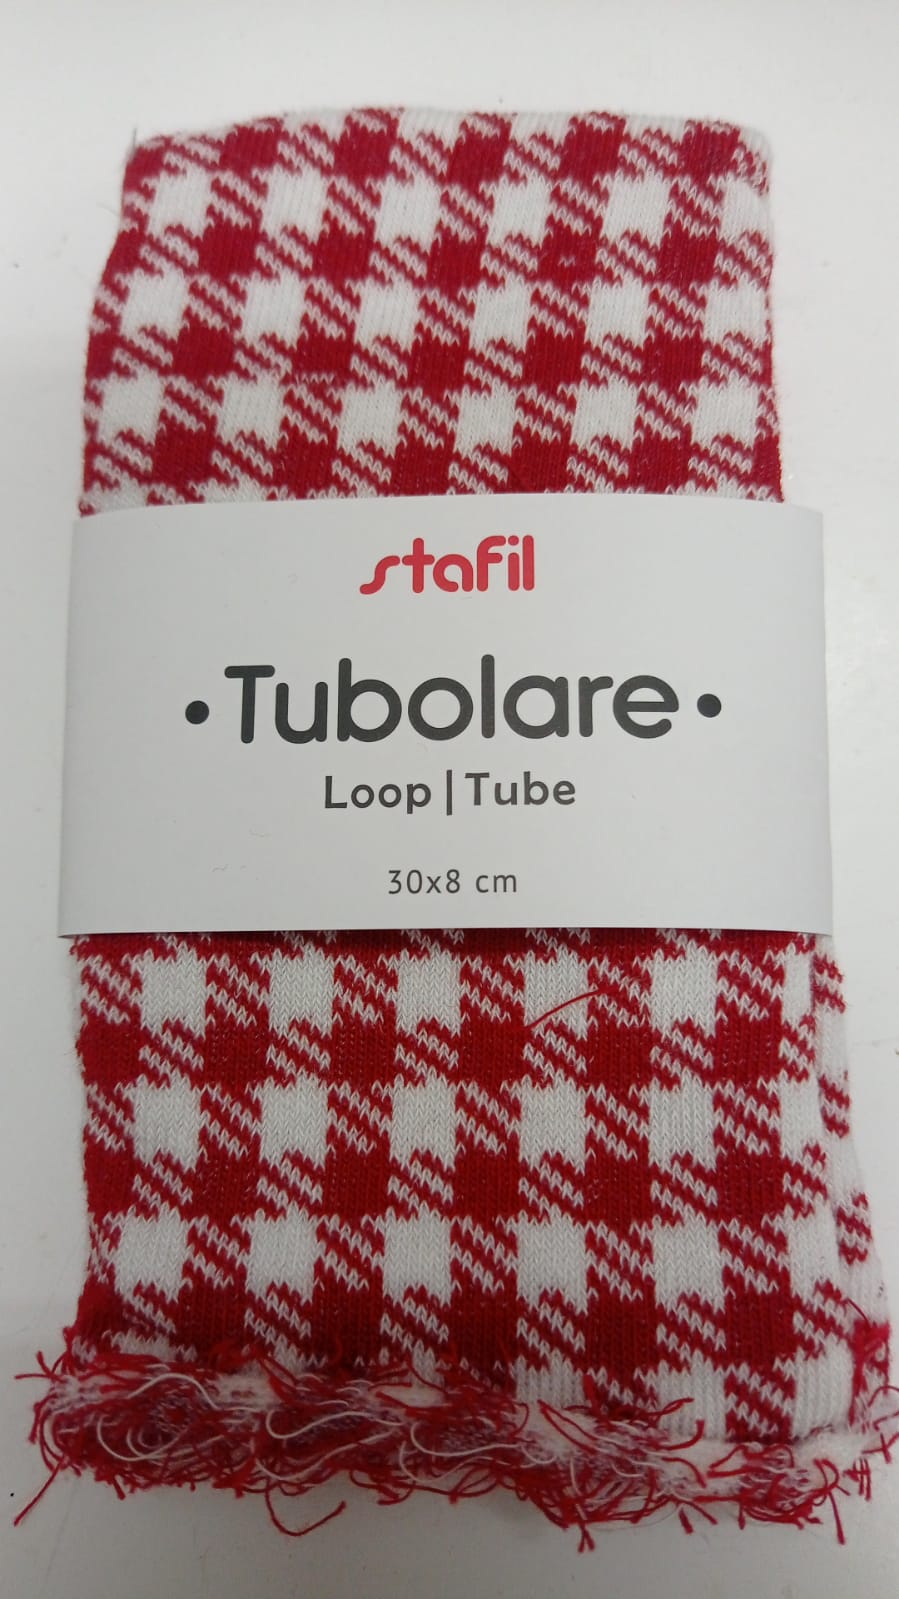 stafil
•Tubolare•
Loop|Tube
30x8 cm